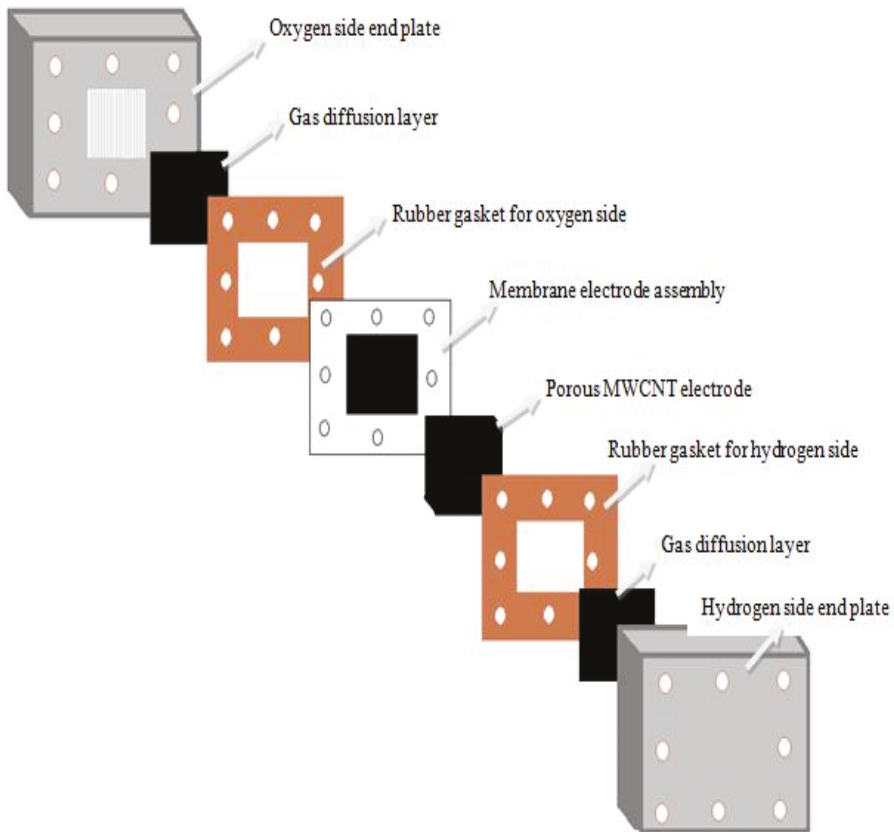 Oxygen side end plate
Gas diffusion layer
Rubber gasket for oxygen side
Membrane electrode assembly
Porous MWCNT electrode
Rubber gasket for hydrogen side
Gas diffusion layer
Hydrogen side end plate